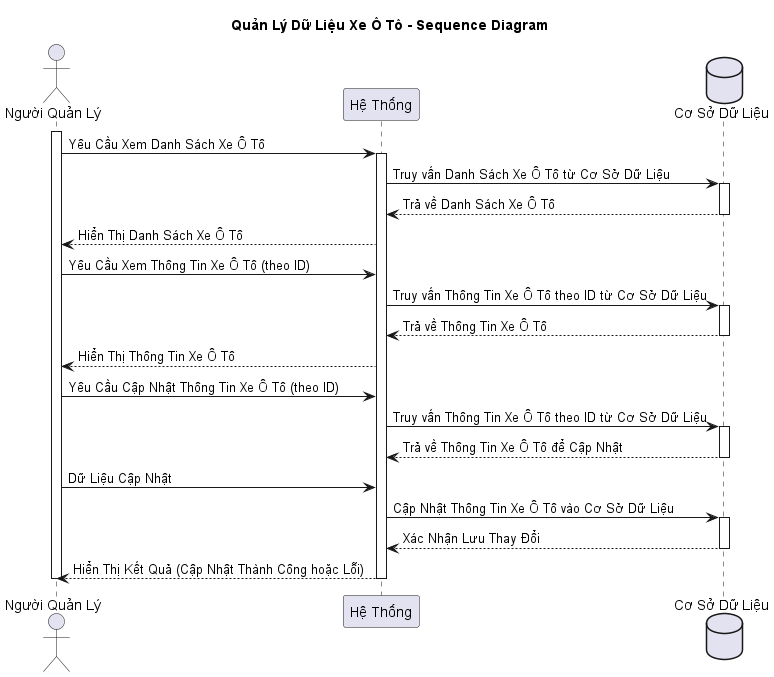 Quản Lý Dữ Liệu Xe Ô Tô - Sequence Diagram
Người Quản Lý
Hệ Thống
Cơ Sở Dữ Liệu
Yêu Cầu Xem Danh Sách Xe Ô Tô
Truy vấn Danh Sách Xe Ô Tô từ Cơ Sở Dữ Liệu
Trả về Danh Sách Xe Ô Tô
Hiển Thị Danh Sách Xe Ô Tô
Yêu Cầu Xem Thông Tin Xe Ô Tô (theo ID)
Truy vấn Thông Tin Xe Ô Tô theo ID từ Cơ Sở Dữ Liệu
Trả về Thông Tin Xe Ô Tô
Hiển Thị Thông Tin Xe Ô Tô
Yêu Cầu Cập Nhật Thông Tin Xe Ô Tô (theo ID)
Truy vấn Thông Tin Xe Ô Tô theo ID từ Cơ Sở Dữ Liệu
Trả về Thông Tin Xe Ô Tô để Cập Nhật
Dữ Liệu Cập Nhật
Cập Nhật Thông Tin Xe Ô Tô vào Cơ Sở Dữ Liệu
Xác Nhận Lưu Thay Đổi
Hiển Thị Kết Quả (Cập Nhật Thành Công hoặc Lỗi)
Người Quản Lý
Hệ Thống
Cơ Sở Dữ Liệu